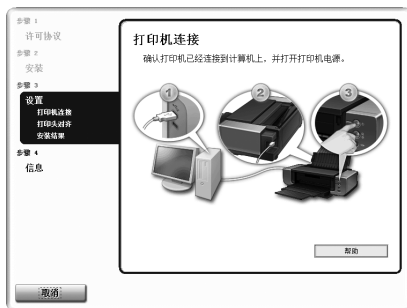 步骤 1
许可协议
步骤 2
安装
步骤 3
设置
打印机连接
打印头对齐
安装结果
步骤 4
信息
取消
打印机连接
确认打印机已经连接到计算机上，并打开打印机电源。
1
2
3
帮助